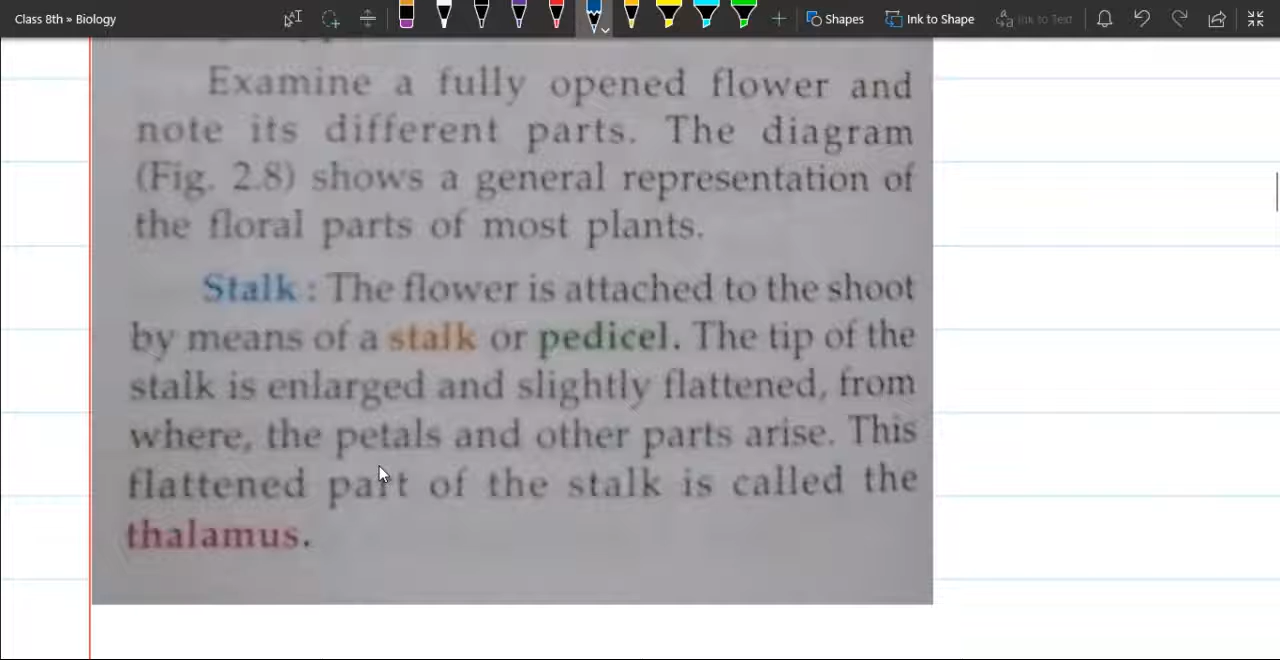 Class 8th » Biology
Shapes
Ink to Shape
Ink to Text
Examine a fully opened flower and
note its different parts. The diagram
(Fig. 2.8) shows a general representation of
the floral parts of most plants.
Stalk : The flower is attached to the shoot
by means of a stalk or pedicel. The tip of the
stalk is enlarged and slightly flattened, from
where, the petals and other parts arise. This
flattened part of the stalk is called the
thalamus.